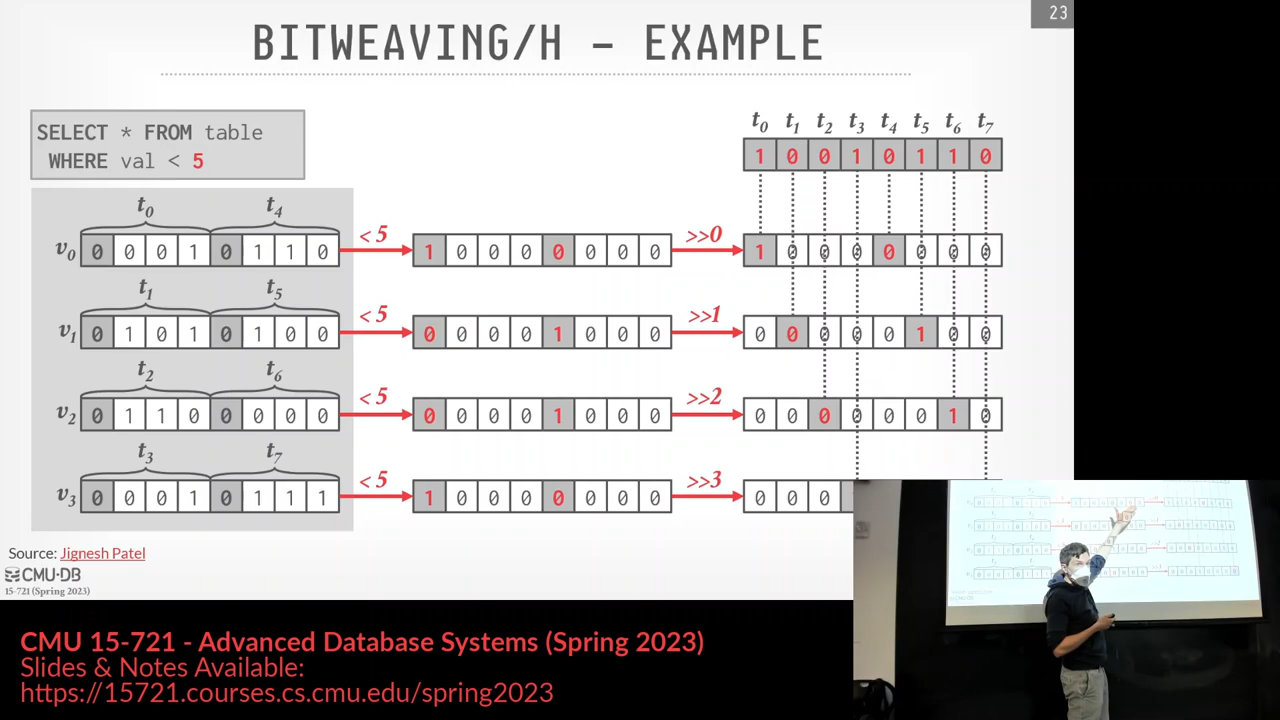 23
BITWEAVING/H – EXAMPLE
SELECT * FROM table
WHERE val < 5
t0 t1 t2 t3 t4 t5 t6 t7
1 0 0 1 0 1 1 0
t0 t4
v0 0 0 0 1 0 1 1 0 < 5 1 0 0 0 0 0 0 0 >>0 1 0 0 0 0 0 0 0
t1 t5
v1 0 1 0 1 0 1 0 0 < 5 0 0 0 0 1 0 0 0 >>1 0 0 0 0 0 1 0 0
t2 t6
v2 0 1 1 0 0 0 0 0 < 5 0 0 0 0 1 0 0 0 >>2 0 0 0 0 0 0 1 0
t3 t7
v3 0 0 0 1 0 1 1 1 < 5 1 0 0 0 0 0 0 0 >>3 0 0 0
Source: Jignesh Patel
CMU·DB
15-721 (Spring 2023)
CMU 15-721 - Advanced Database Systems (Spring 2023)
Slides & Notes Available:
https://15721.courses.cs.cmu.edu/spring2023